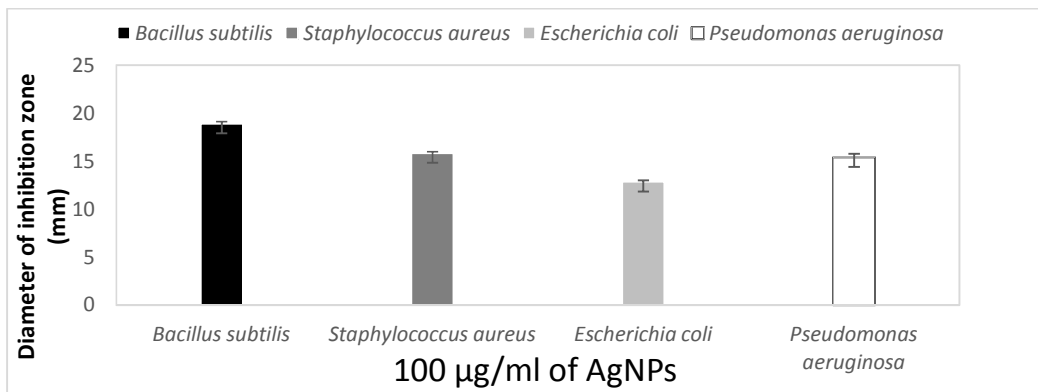 Bacillus subtilis Staphylococcus aureus Escherichia coli Pseudomonas aeruginosa
Diameter of inhibition zone
(mm)
25
20
15
10
5
0
Bacillus subtilis Staphylococcus aureus Escherichia coli Pseudomonas
aeruginosa
100 µg/ml of AgNPs